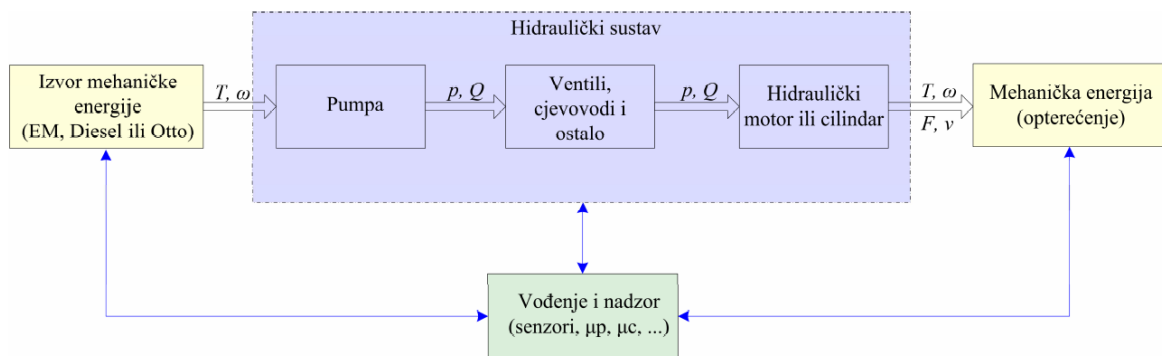 Hidraulički sustav
Izvor mehaničke
energije
(EM, Diesel ili Otto)
T, ω
Pumpa
p, Q
Ventili,
cjevovodi i
ostalo
p, Q
Hidraulički
motor ili cilindar
T, ω
F, v
Mehanička energija
(opterećenje)
Vođenje i nadzor
(senzori, μp, μc, ...)